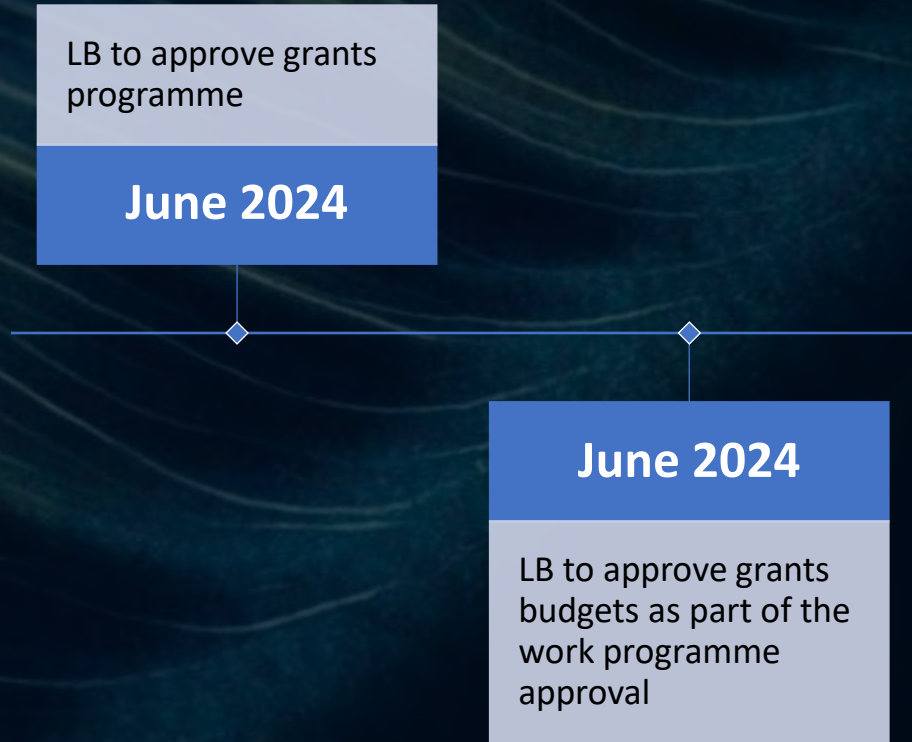 LB to approve grants
programme
June 2024
June 2024
LB to approve grants
budgets as part of the
work programme
approval